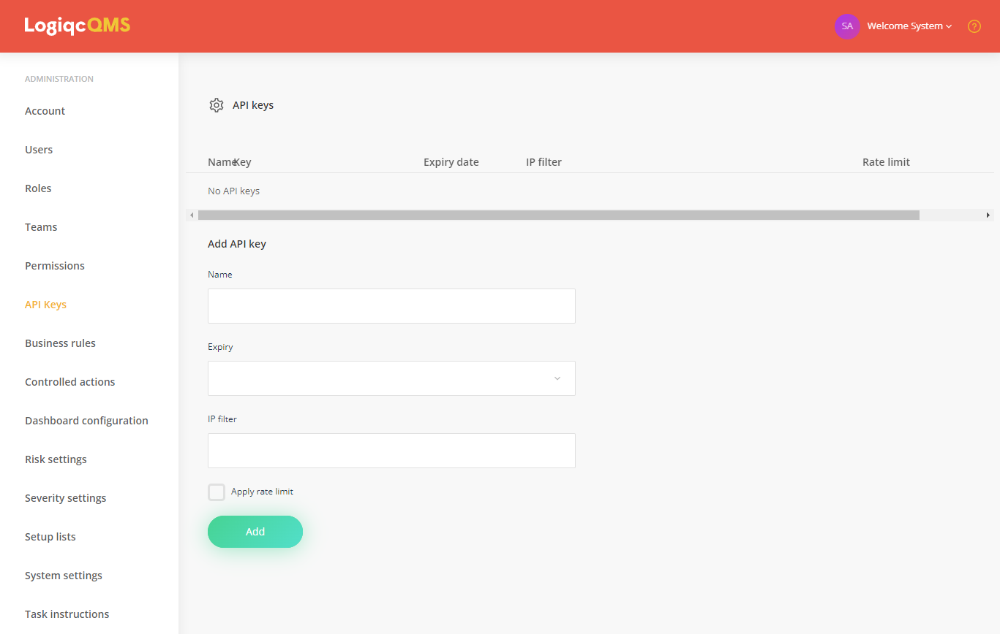 LogiqcQMS
SA Welcome System
?
ADMINISTRATION
Account
Users
Roles
Teams
Permissions
API Keys
Business rules
Controlled actions
Dashboard configuration
Risk settings
Severity settings
Setup lists
System settings
Task instructions
API keys
Name Key Expiry date IP filter Rate limit
No API keys
Add API key
Name
Expiry
IP filter
Apply rate limit
Add